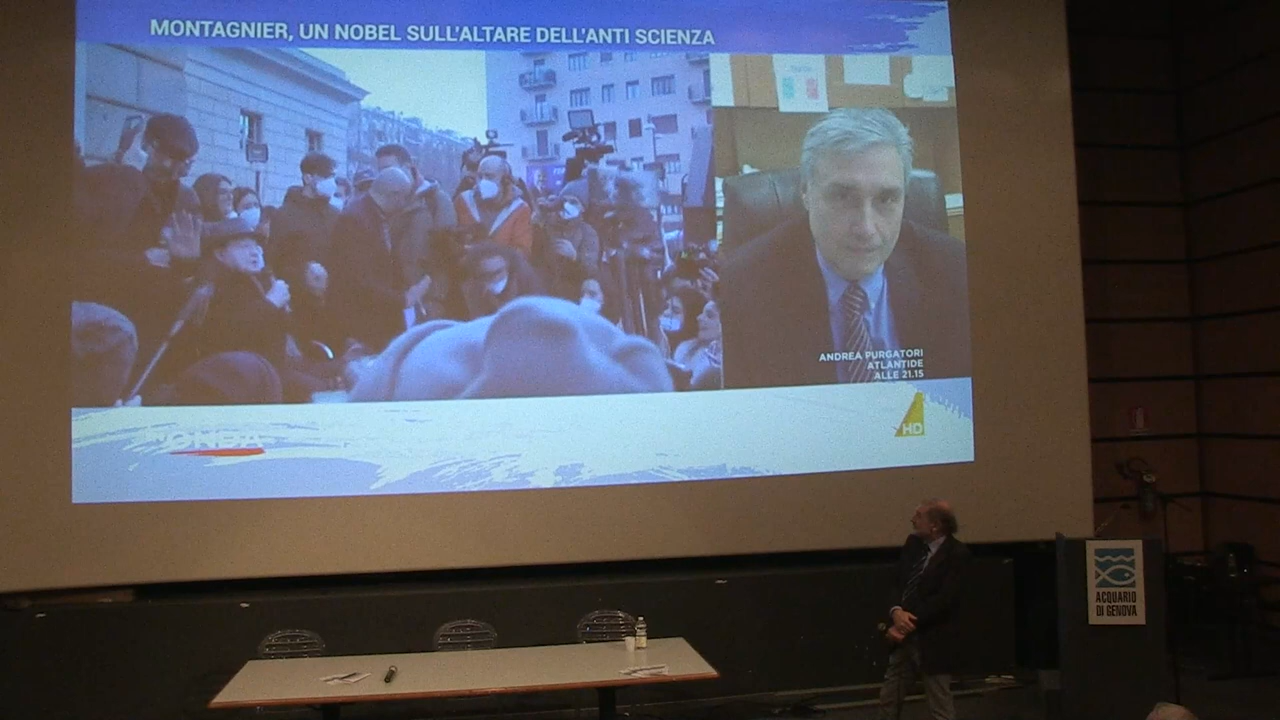 MONTAGNIER, UN NOBEL SULL'ALTARE DELL'ANTI SCIENZA
ANDREA PURGATORI
ATLANTIDE
ALLE 21.15
ONDA
HD
ACQUARIO
DI GENOVA